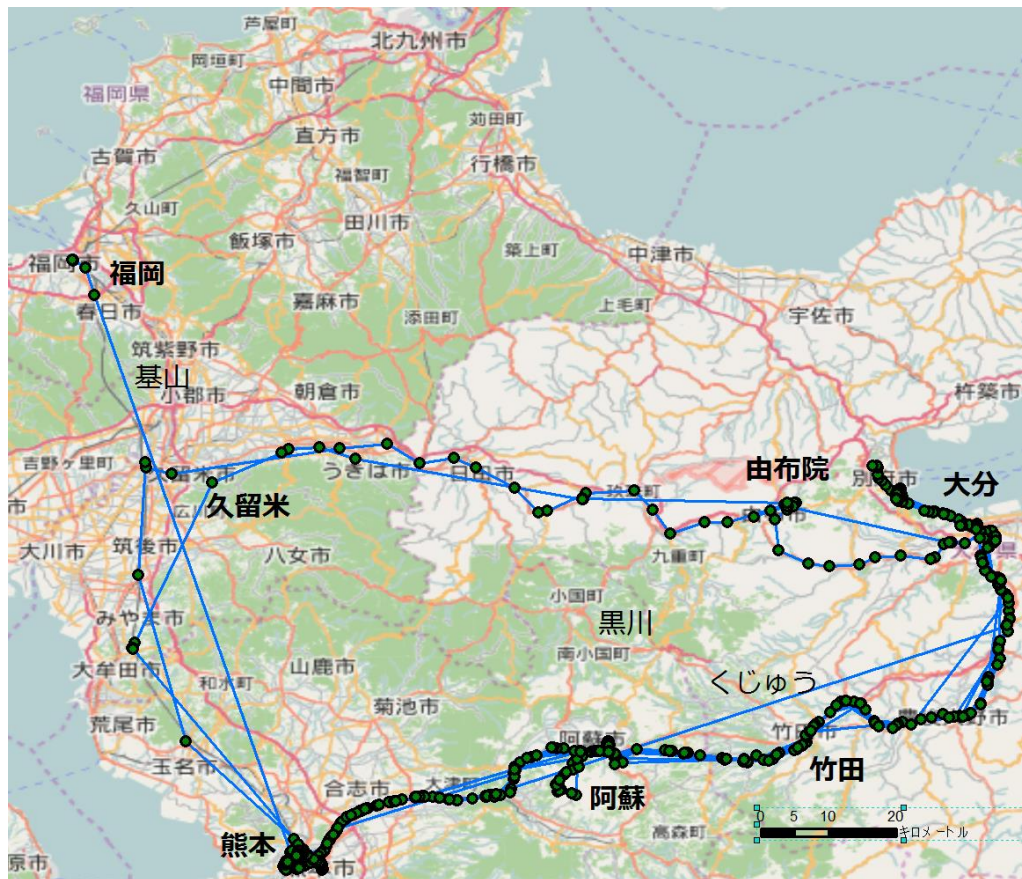 芦屋町
北九州市
岡垣町
中間市
福岡県
苅田町
直方市
古賀市
行橋市
福智町
久山町
田川市
飯塚市
築上町
中津市
福岡市
福岡
嘉麻市
上毛町
春日市
添田町
宇佐市
筑紫野市
基山
小郡市
朝倉市
杵築市
吉野ヶ里町
久留米市
うきは市
日田市
由布院
別府市
大分
玖珠町
久留米
広川
大川市
筑後市
八女市
九重町
小国町
みやま市
黒川
南小国町
大牟田市
山鹿市
和水町
くじゅう
菊池市
荒尾市
阿蘇市
竹田市
玉名市
竹田
合志市
大津町
阿蘇
熊本
高森町
0 5 10 20
キロメートル
原市